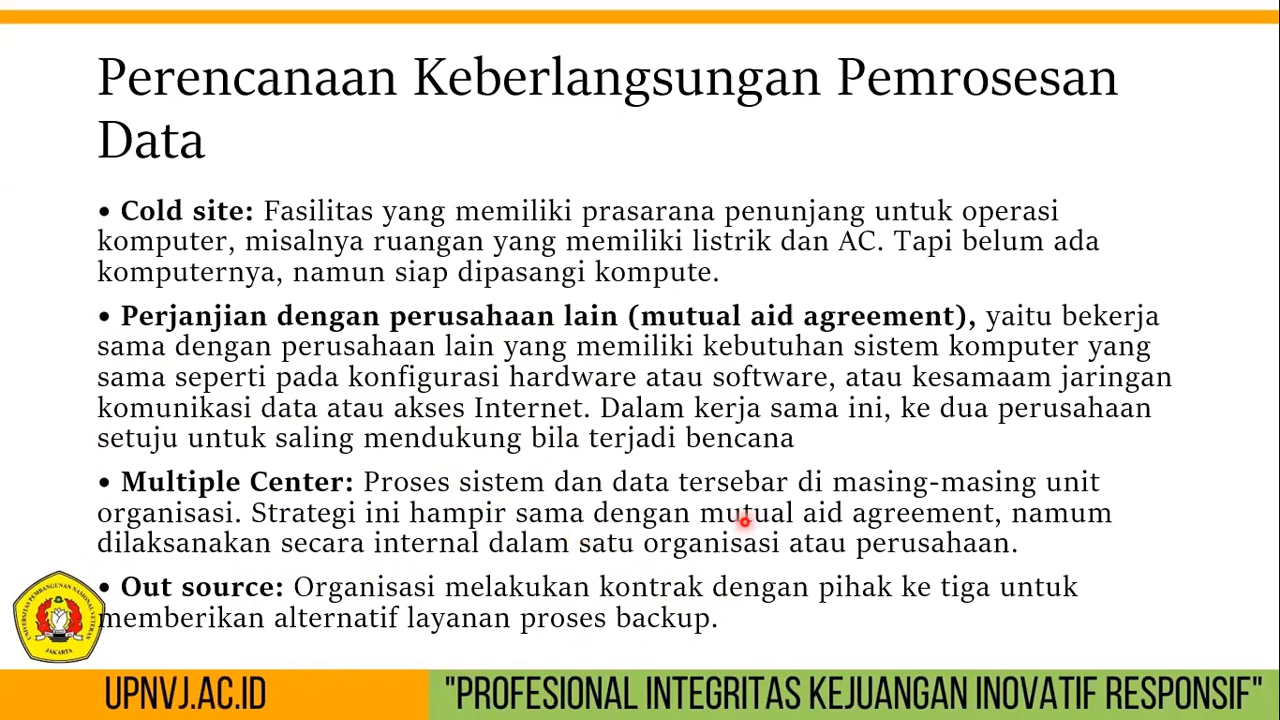 Perencanaan Keberlangsungan Pemrosesan
Data
• Cold site: Fasilitas yang memiliki prasarana penunjang untuk operasi
komputer, misalnya ruangan yang memiliki listrik dan AC. Tapi belum ada
komputernya, namun siap dipasangi kompute.
• Perjanjian dengan perusahaan lain (mutual aid agreement), yaitu bekerja
sama dengan perusahaan lain yang memiliki kebutuhan sistem komputer yang
sama seperti pada konfigurasi hardware atau software, atau kesamaam jaringan
komunikasi data atau akses Internet. Dalam kerja sama ini, ke dua perusahaan
setuju untuk saling mendukung bila terjadi bencana
• Multiple Center: Proses sistem dan data tersebar di masing-masing unit
organisasi. Strategi ini hampir sama dengan mutual aid agreement, namum
dilaksanakan secara internal dalam satu organisasi atau perusahaan.
• Out source: Organisasi melakukan kontrak dengan pihak ke tiga untuk
memberikan alternatif layanan proses backup.
UNIVERSITAS PEMBANGUNAN NASIONAL VETERAN
JAKARTA
UPNVJ.AC.ID
"PROFESIONAL INTEGRITAS KEJUANGAN INOVATIF RESPONSIF"